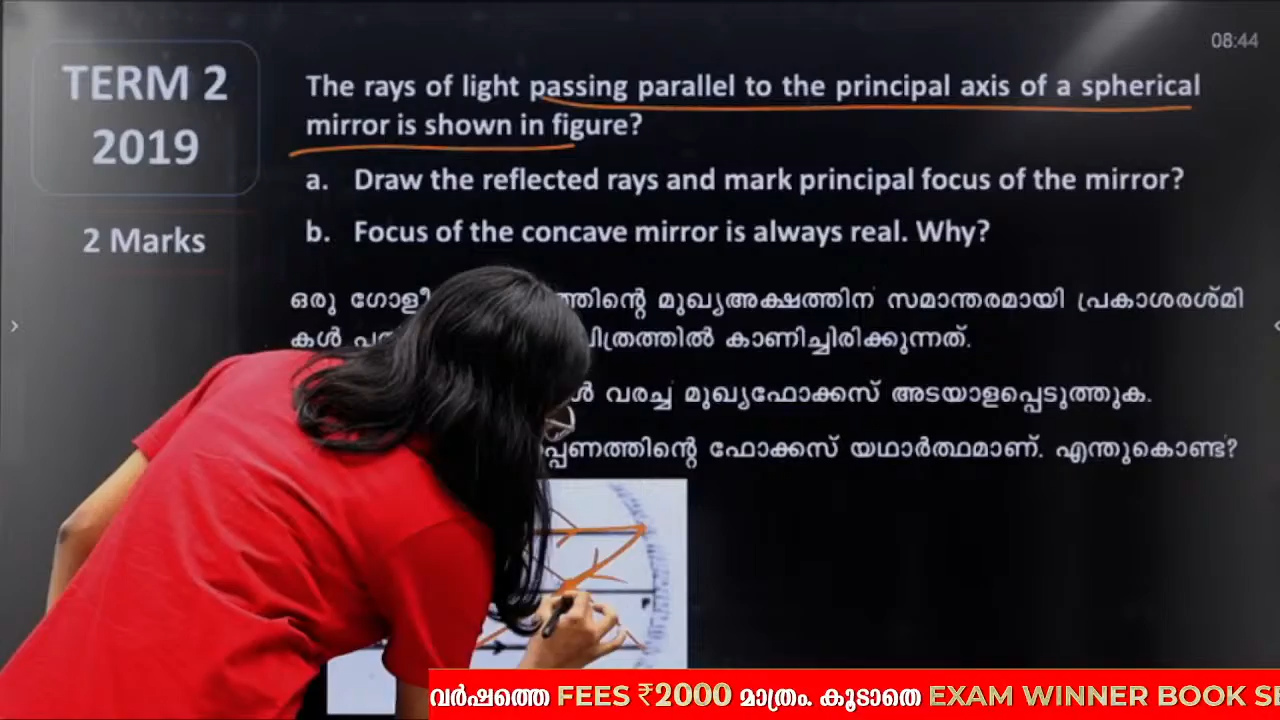 08:44
TERM 2
2019
2 Marks
The rays of light passing parallel to the principal axis of a spherical
mirror is shown in figure?
a. Draw the reflected rays and mark principal focus of the mirror?
b. Focus of the concave mirror is always real. Why?
ഒരു മുഖ്യഅക്ഷത്തിന് സമാന്തരമായി പ്രകാശരശ്മി
കൾ കാണിച്ചിരിക്കുന്നത്.
വരച്ച് മുഖ്യഫോക്കസ് അടയാളപ്പെടുത്തുക.
ഫോക്കസ് യഥാർത്ഥമാണ്. എന്തുകൊണ്ട?
വർഷത്തെ FEES ₹2000 മാത്രം. കൂടാതെ EXAM WINNER BOOK